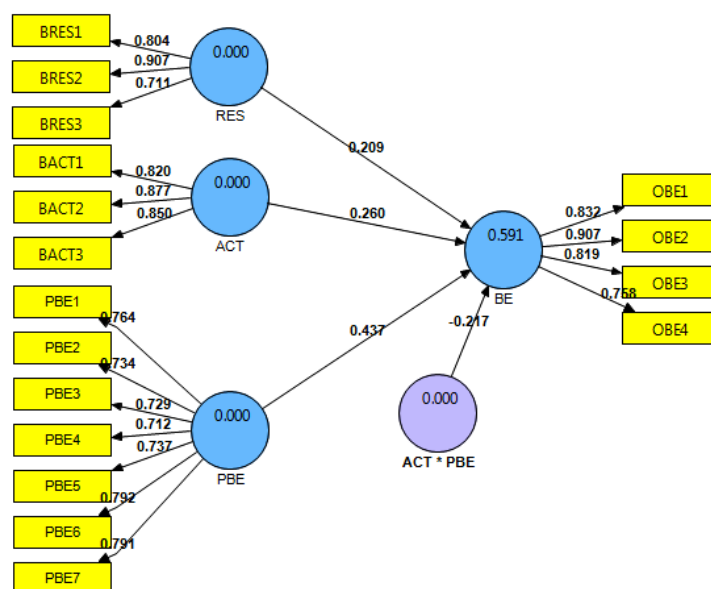 BRES1
0.804
BRES2
0.907
BRES3
0.711
0.000
RES
BACT1
0.820
BACT2
0.877
BACT3
0.850
0.000
ACT
PBE1
0.764
PBE2
0.734
PBE3
0.729
PBE4
0.712
PBE5
0.737
PBE6
0.792
PBE7
0.791
0.000
PBE
0.209
0.260
0.437
-0.217
0.591
BE
0.000
ACT * PBE
OBE1
0.832
OBE2
0.907
OBE3
0.819
OBE4
0.758